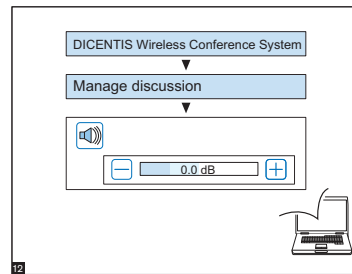 DICENTIS Wireless Conference System
Manage discussion
0.0 dB
12